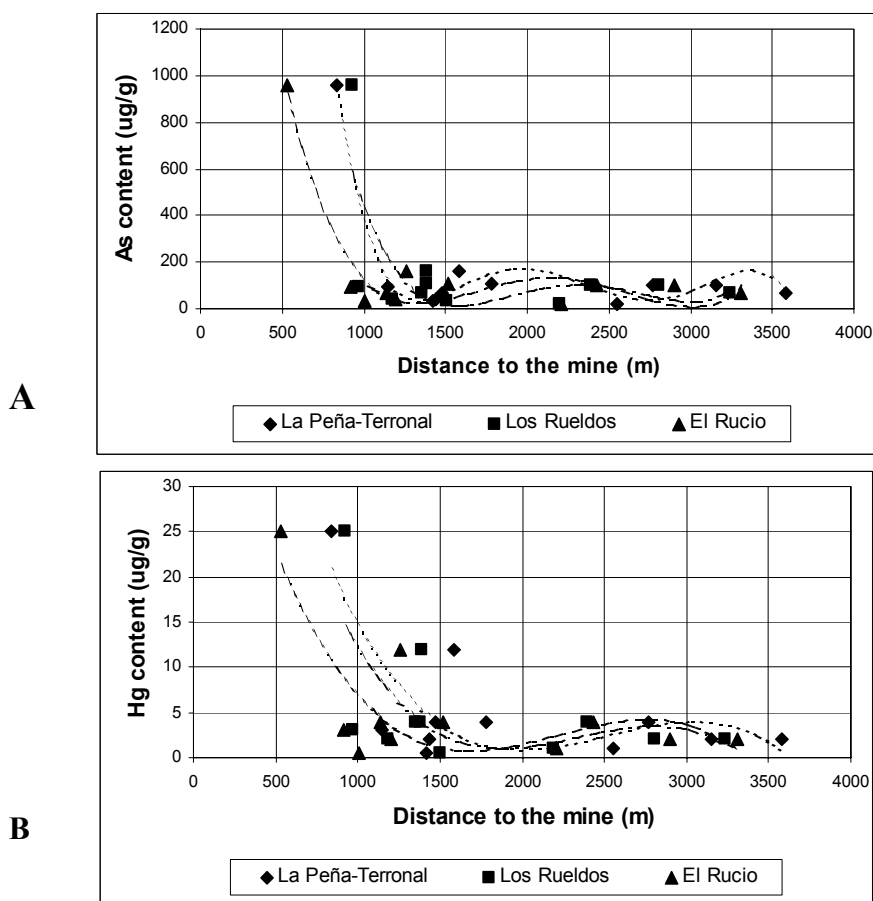 A
As content (ug/g)
1200
1000
800
600
400
200
0
0 500 1000 1500 2000 2500 3000 3500 4000
Distance to the mine (m)
La Peña-Terronal Los Rueldos El Rucio
B
Hg content (ug/g)
30
25
20
15
10
5
0
0 500 1000 1500 2000 2500 3000 3500 4000
Distance to the mine (m)
La Peña-Terronal Los Rueldos El Rucio